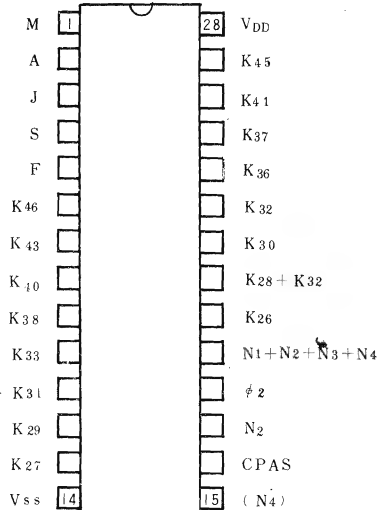 M 1 28 VDD
A K45
J K41
S K37
F K36
K46 K32
K43 K30
K40 K28+K32
K38 K26
K33 N1+N2+N3+N4
K31 ϕ2
K29 N2
K27 CPAS
Vss 14 15 (N4)